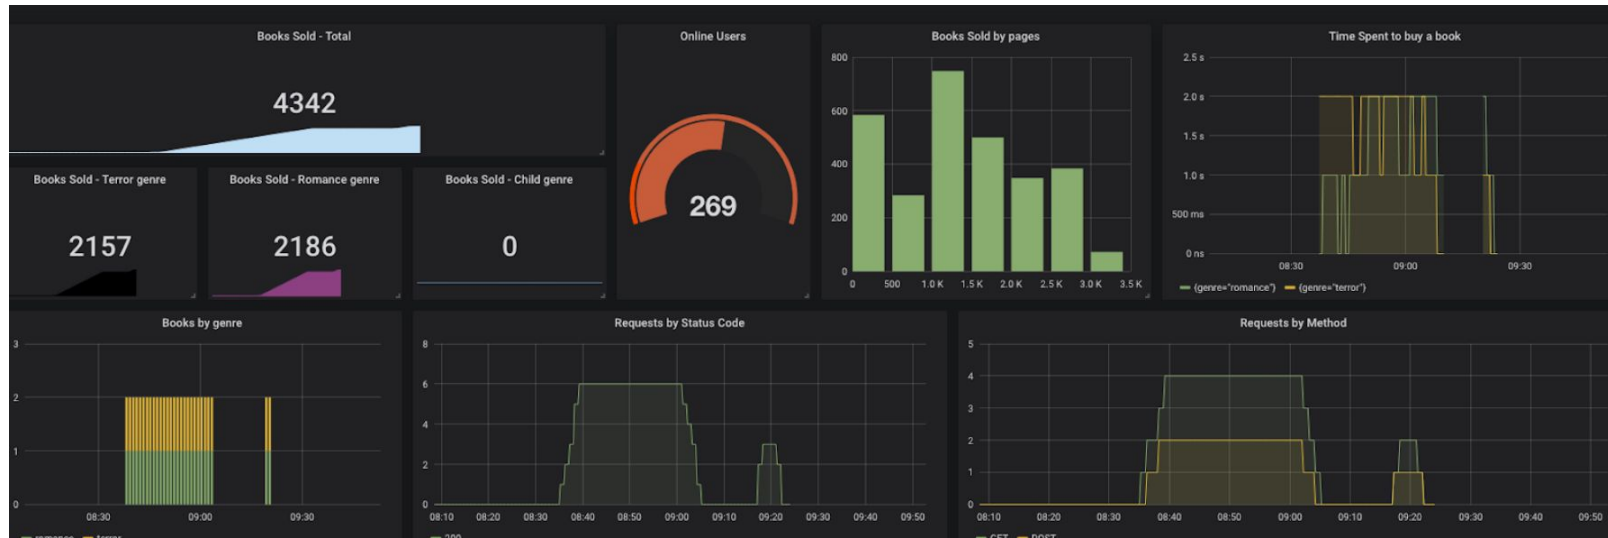 Books Sold - Total
4342
Books Sold - Terror genre
2157
Books Sold - Romance genre
2186
Books Sold - Child genre
0
Online Users
269
Books Sold by pages
800
600
400
200
0
0 500 1.0 K 1.5 K 2.0 K 2.5 K 3.0 K 3.5 K
Time Spent to buy a book
2.5 s
2.0 s
1.5 s
1.0 s
500 ms
0 ns
08:30 09:00 09:30
{genre="romance"} {genre="terror"}
Books by genre
3
2
1
0
08:30 09:00 09:30
romance terror
Requests by Status Code
8
6
4
2
0
08:10 08:20 08:30 08:40 08:50 09:00 09:10 09:20 09:30 09:40 09:50
200
Requests by Method
5
4
3
2
1
0
08:10 08:20 08:30 08:40 08:50 09:00 09:10 09:20 09:30 09:40 09:50
GET POST